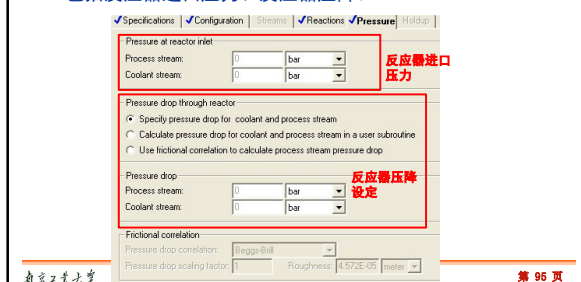 Specifications Configuration Streams Reactions Pressure Holdup
Pressure at reactor inlet
Process stream: 0 bar
Coolant stream: 0 bar
反应器进口
压力
Pressure drop through reactor
Specify pressure drop for coolant and process stream
Calculate pressure drop for coolant and process stream in a user subroutine
Use frictional correlation to calculate process stream pressure drop
Pressure drop
Process stream: 0 bar
Coolant stream: 0 bar
反应器压降
设定
Frictional correlation
Pressure drop correlation: Beggs-Brill
Pressure drop scaling factor: 1 Roughness: 4.572E-05 meter
南京工业大学
第 95 页